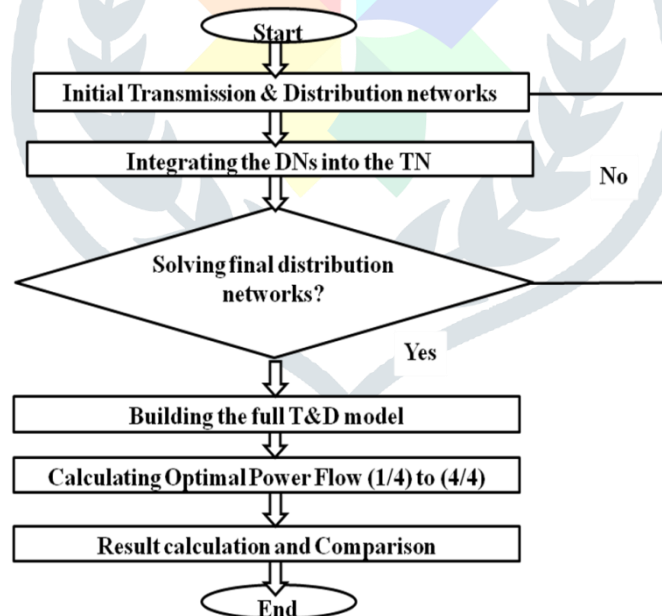 Start
Initial Transmission & Distribution networks
Integrating the DNs into the TN
No
Solving final distribution
networks?
Yes
Building the full T&D model
Calculating Optimal Power Flow (1/4) to (4/4)
Result calculation and Comparison
End